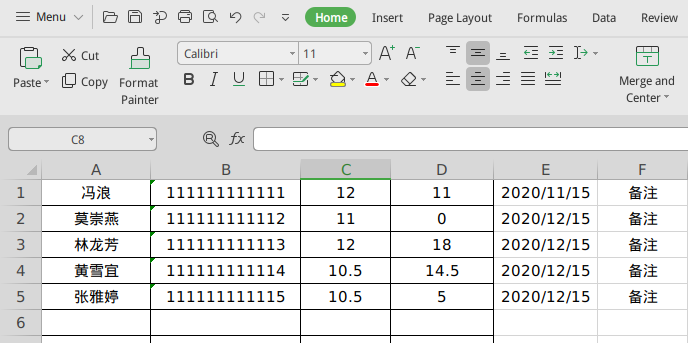 Menu Home Insert Page Layout Formulas Data Review
Paste Cut Copy Format Painter Calibri 11 A+ A- Merge and Center
B I U A
C8 fx
A B C D E F
1 冯浪 111111111111 12 11 2020/11/15 备注
2 莫崇燕 111111111112 11 0 2020/12/15 备注
3 林龙芳 111111111113 12 18 2020/12/15 备注
4 黄雪宜 111111111114 10.5 14.5 2020/12/15 备注
5 张雅婷 111111111115 10.5 5 2020/12/15 备注
6